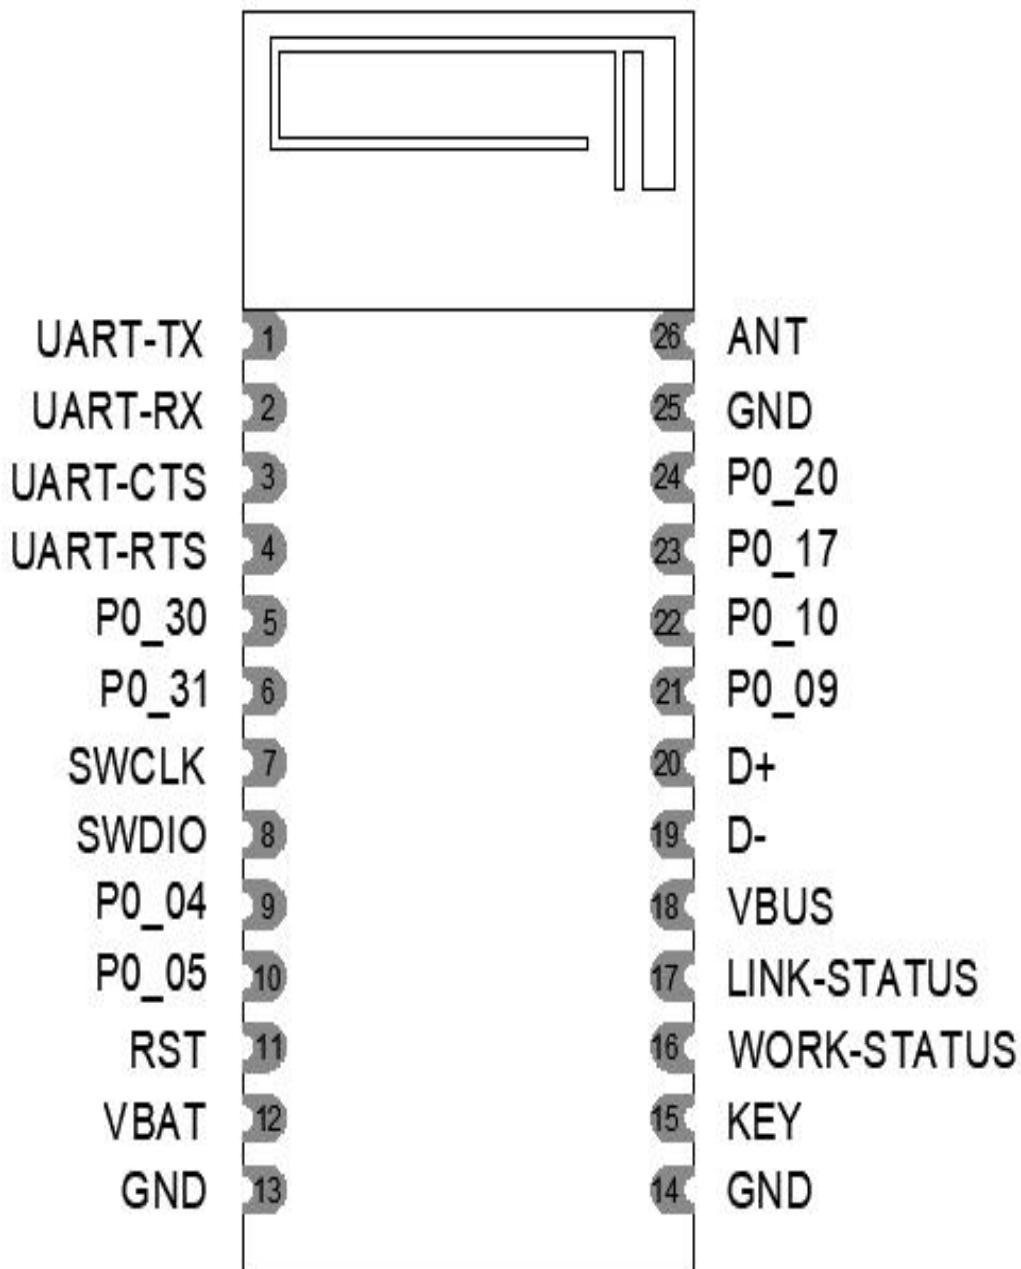 UART-TX 1 26 ANT
UART-RX 2 25 GND
UART-CTS 3 24 P0_20
UART-RTS 4 23 P0_17
P0_30 5 22 P0_10
P0_31 6 21 P0_09
SWCLK 7 20 D+
SWDIO 8 19 D-
P0_04 9 18 VBUS
P0_05 10 17 LINK-STATUS
RST 11 16 WORK-STATUS
VBAT 12 15 KEY
GND 13 14 GND